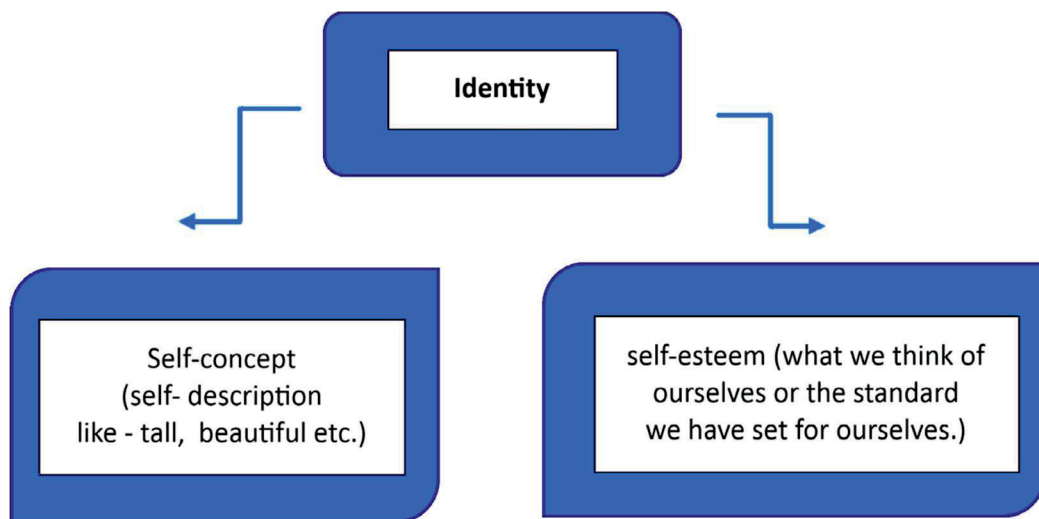 Identity
Self-concept
(self- description
like - tall, beautiful etc.)
self-esteem (what we think of
ourselves or the standard
we have set for ourselves.)